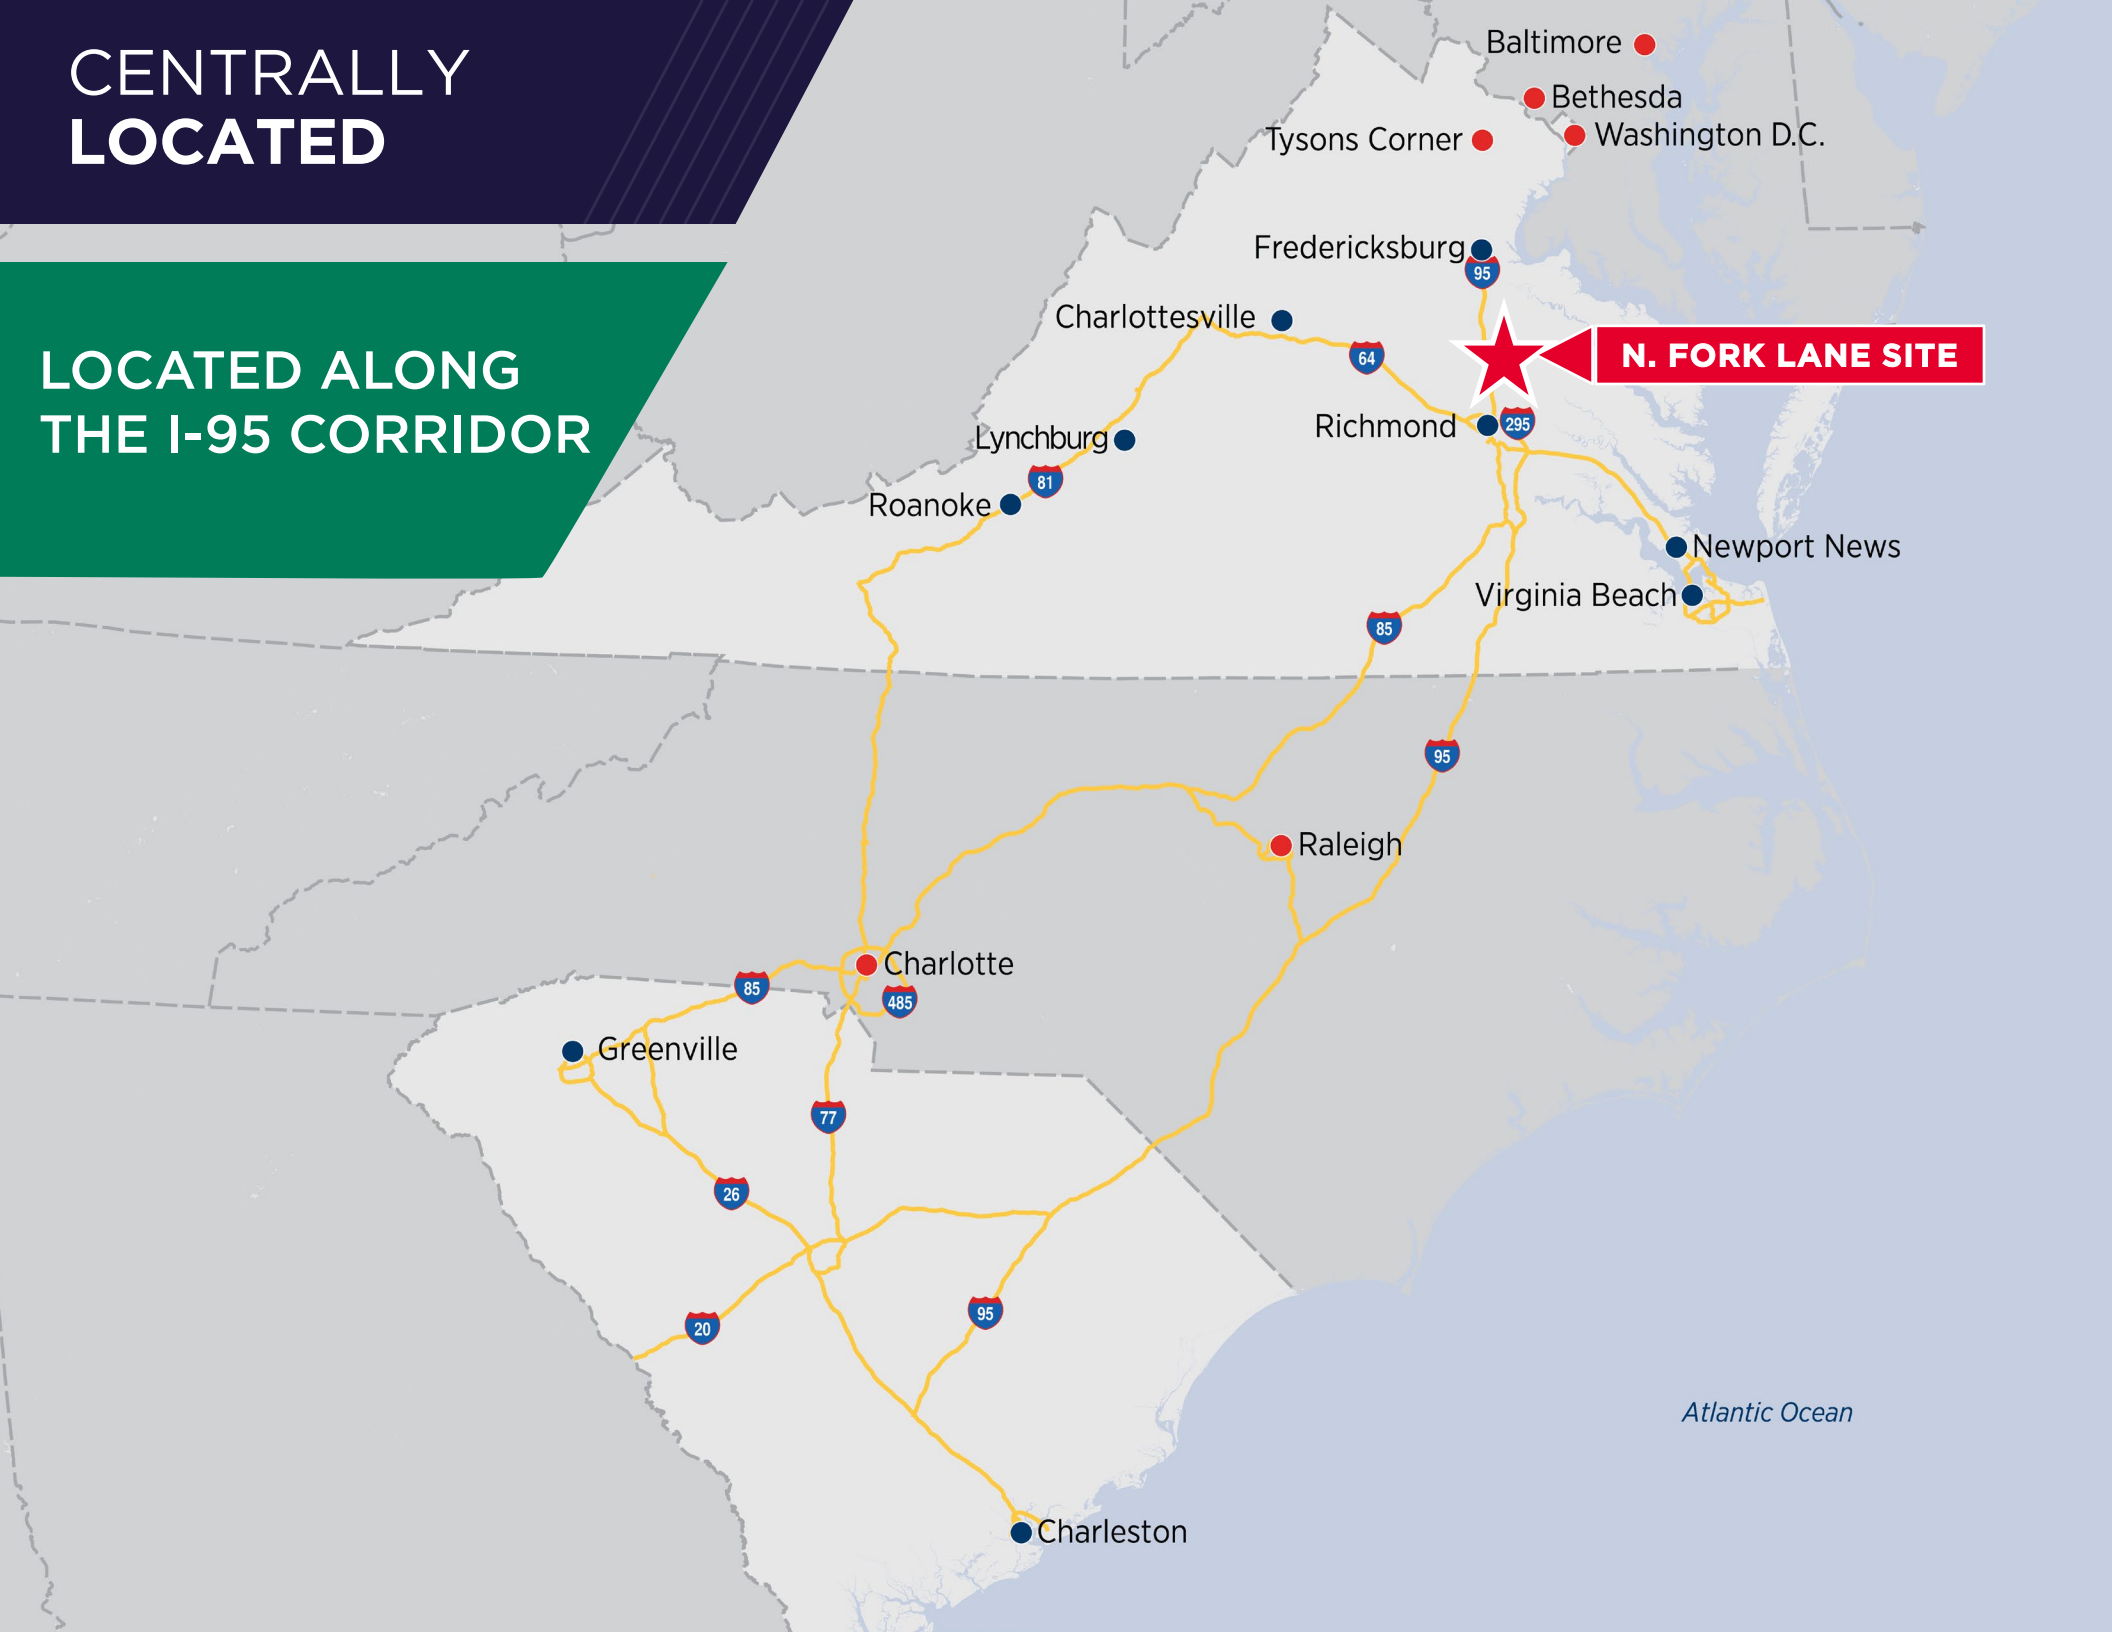 CENTRALLY
LOCATED
LOCATED ALONG
THE I-95 CORRIDOR
Baltimore
Bethesda
Tysons Corner
Washington D.C.
Fredericksburg
95
Charlottesville
64
N. FORK LANE SITE
Richmond
295
Lynchburg
81
Roanoke
Newport News
Virginia Beach
85
95
Raleigh
Charlotte
85
485
Greenville
77
26
95
20
Atlantic Ocean
Charleston